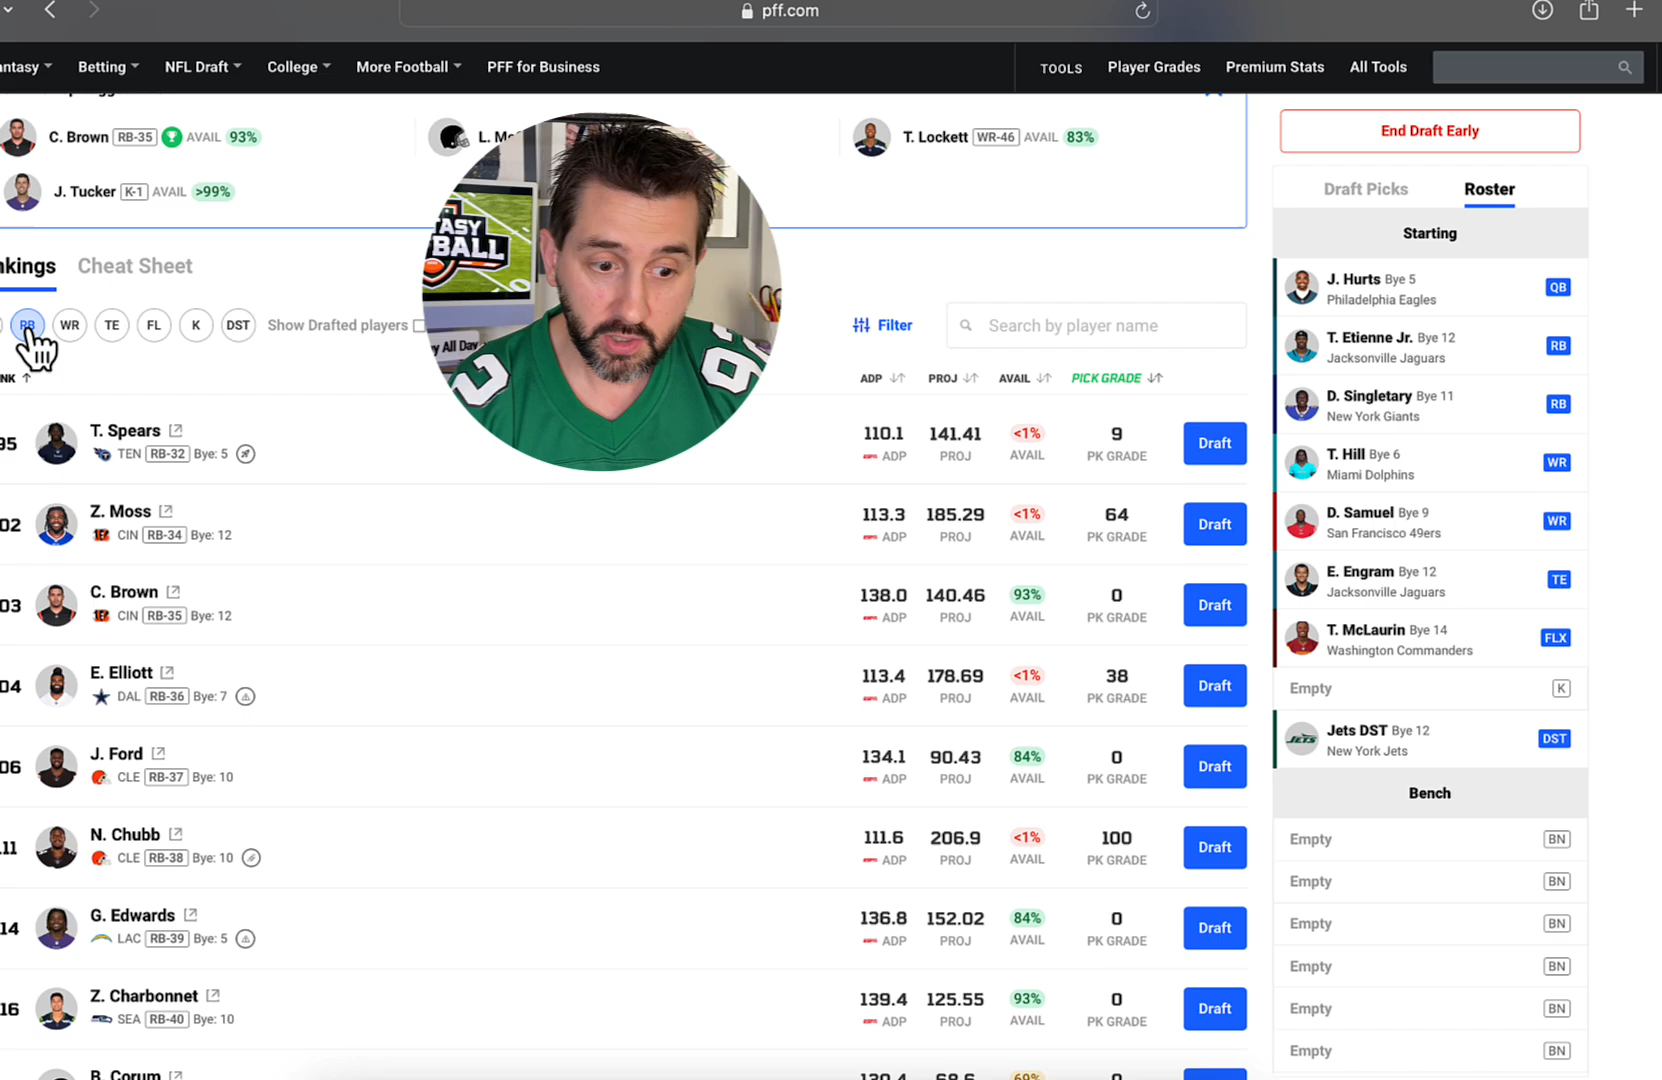 pff.com
antasy Betting NFL Draft College More Football PFF for Business TOOLS Player Grades Premium Stats All Tools
C. Brown RB-35 AVAIL 93%
L. Mc
T. Lockett WR-46 AVAIL 83%
J. Tucker K-1 AVAIL >99%
nkings Cheat Sheet
RB WR TE FL K DST Show Drafted players
Filter
Search by player name
NK ADP PROJ AVAIL PICK GRADE
95 T. Spears 110.1 141.41 <1% 9 Draft
TEN RB-32 Bye: 5 ADP PROJ AVAIL PK GRADE
02 Z. Moss 113.3 185.29 <1% 64 Draft
CIN RB-34 Bye: 12 ADP PROJ AVAIL PK GRADE
03 C. Brown 138.0 140.46 93% 0 Draft
CIN RB-35 Bye: 12 ADP PROJ AVAIL PK GRADE
04 E. Elliott 113.4 178.69 <1% 38 Draft
DAL RB-36 Bye: 7 ADP PROJ AVAIL PK GRADE
06 J. Ford 134.1 90.43 84% 0 Draft
CLE RB-37 Bye: 10 ADP PROJ AVAIL PK GRADE
11 N. Chubb 111.6 206.9 <1% 100 Draft
CLE RB-38 Bye: 10 ADP PROJ AVAIL PK GRADE
14 G. Edwards 136.8 152.02 84% 0 Draft
LAC RB-39 Bye: 5 ADP PROJ AVAIL PK GRADE
16 Z. Charbonnet 139.4 125.55 93% 0 Draft
SEA RB-40 Bye: 10 ADP PROJ AVAIL PK GRADE
B. Corum 69%
End Draft Early
Draft Picks Roster
Starting
J. Hurts Bye 5 QB
Philadelphia Eagles
T. Etienne Jr. Bye 12 RB
Jacksonville Jaguars
D. Singletary Bye 11 RB
New York Giants
T. Hill Bye 6 WR
Miami Dolphins
D. Samuel Bye 9 WR
San Francisco 49ers
E. Engram Bye 12 TE
Jacksonville Jaguars
T. McLaurin Bye 14 FLX
Washington Commanders
Empty K
Jets DST Bye 12 DST
New York Jets
Bench
Empty BN
Empty BN
Empty BN
Empty BN
Empty BN
Empty BN
TASY
TBALL
y All Day